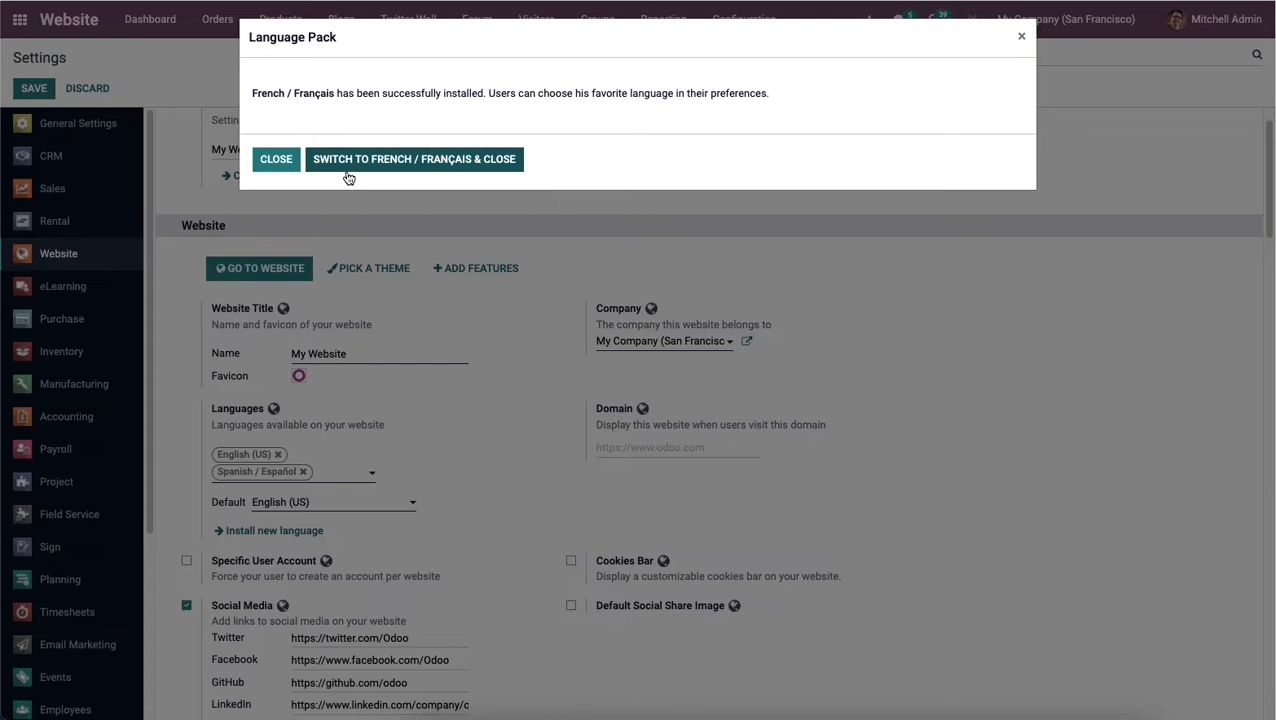 Website Dashboard Orders Products Blogs Twitter Wall Forum Visitors Groups Reporting Configuration 5 39 My Company (San Francisco) Mitchell Admin
Language Pack
×
Settings
SAVE DISCARD
French / Français has been successfully installed. Users can choose his favorite language in their preferences.
CLOSE SWITCH TO FRENCH / FRANÇAIS & CLOSE
General Settings
CRM
Sales
Rental
Website
eLearning
Purchase
Inventory
Manufacturing
Accounting
Payroll
Project
Field Service
Sign
Planning
Timesheets
Email Marketing
Events
Employees
Settin
My We
Website
GO TO WEBSITE PICK A THEME ADD FEATURES
Website Title
Name and favicon of your website
Name My Website
Favicon
Company
The company this website belongs to
My Company (San Francisc
Languages
Languages available on your website
English (US) ×
Spanish / Español ×
Default English (US)
Install new language
Domain
Display this website when users visit this domain
https://www.odoo.com
Specific User Account
Force your user to create an account per website
Cookies Bar
Display a customizable cookies bar on your website.
Social Media
Add links to social media on your website
Twitter https://twitter.com/Odoo
Facebook https://www.facebook.com/Odoo
GitHub https://github.com/odoo
LinkedIn https://www.linkedin.com/company/c
Default Social Share Image